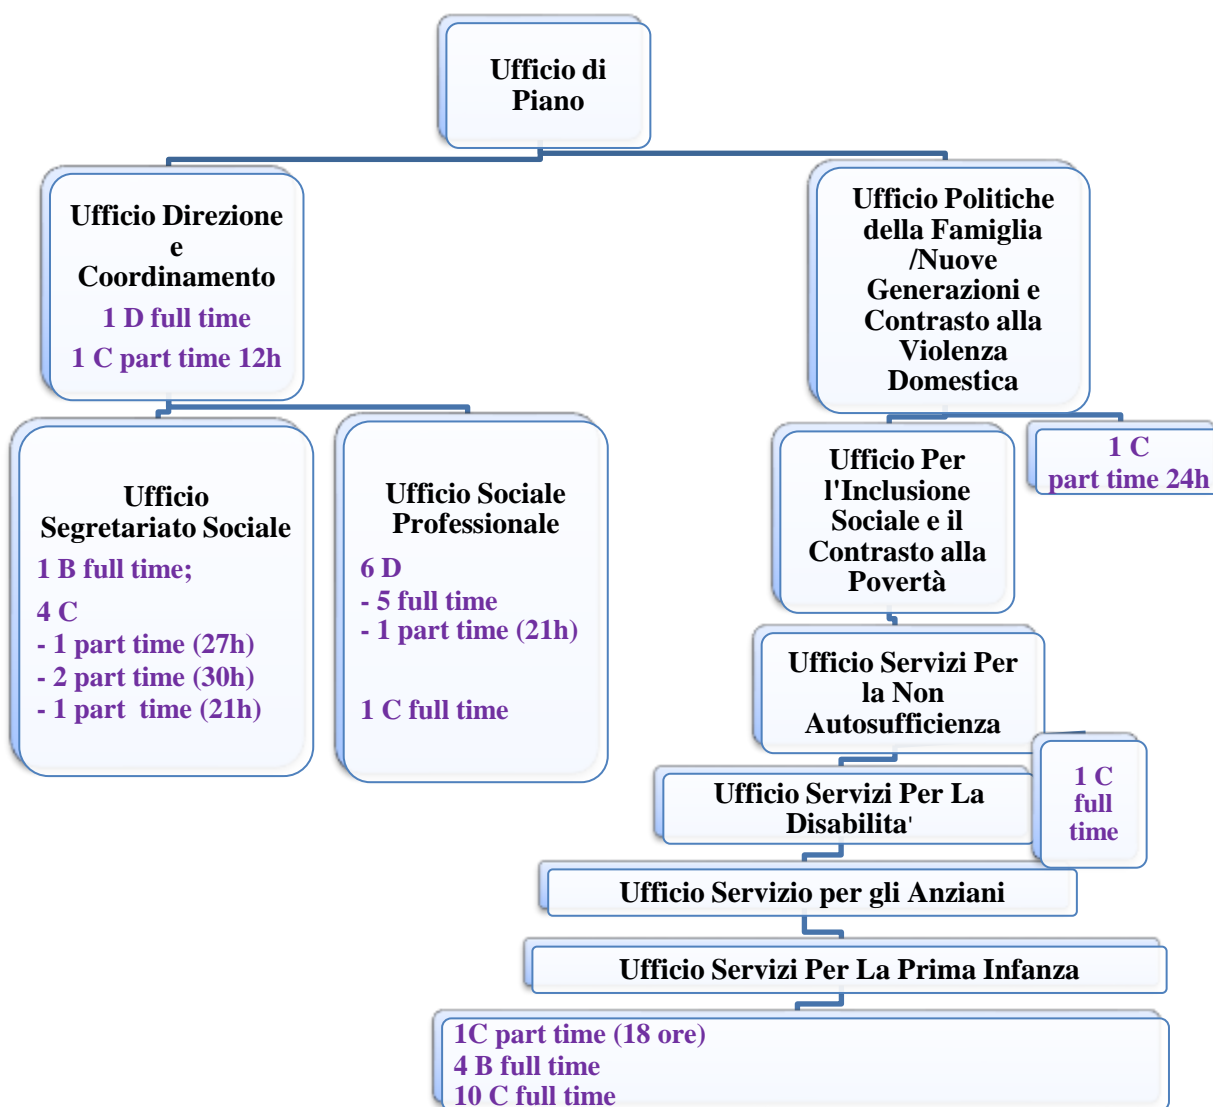 Ufficio di
Piano
Ufficio Direzione
e
Coordinamento
1 D full time
1 C part time 12h
Ufficio Politiche
della Famiglia
/Nuove
Generazioni e
Contrasto alla
Violenza
Domestica
Ufficio
Segretariato Sociale
1 B full time;
4 C
- 1 part time (27h)
- 2 part time (30h)
- 1 part  time (21h)
Ufficio Sociale
Professionale
6 D
- 5 full time
- 1 part time (21h)
1 C full time
Ufficio Per
l'Inclusione
Sociale e il
Contrasto alla
Povertà
1 C
part time 24h
Ufficio Servizi Per
la Non
Autosufficienza
1 C
full
time
Ufficio Servizi Per La
Disabilita'
Ufficio Servizio per gli Anziani
Ufficio Servizi Per La Prima Infanza
1C part time (18 ore)
4 B full time
10 C full time